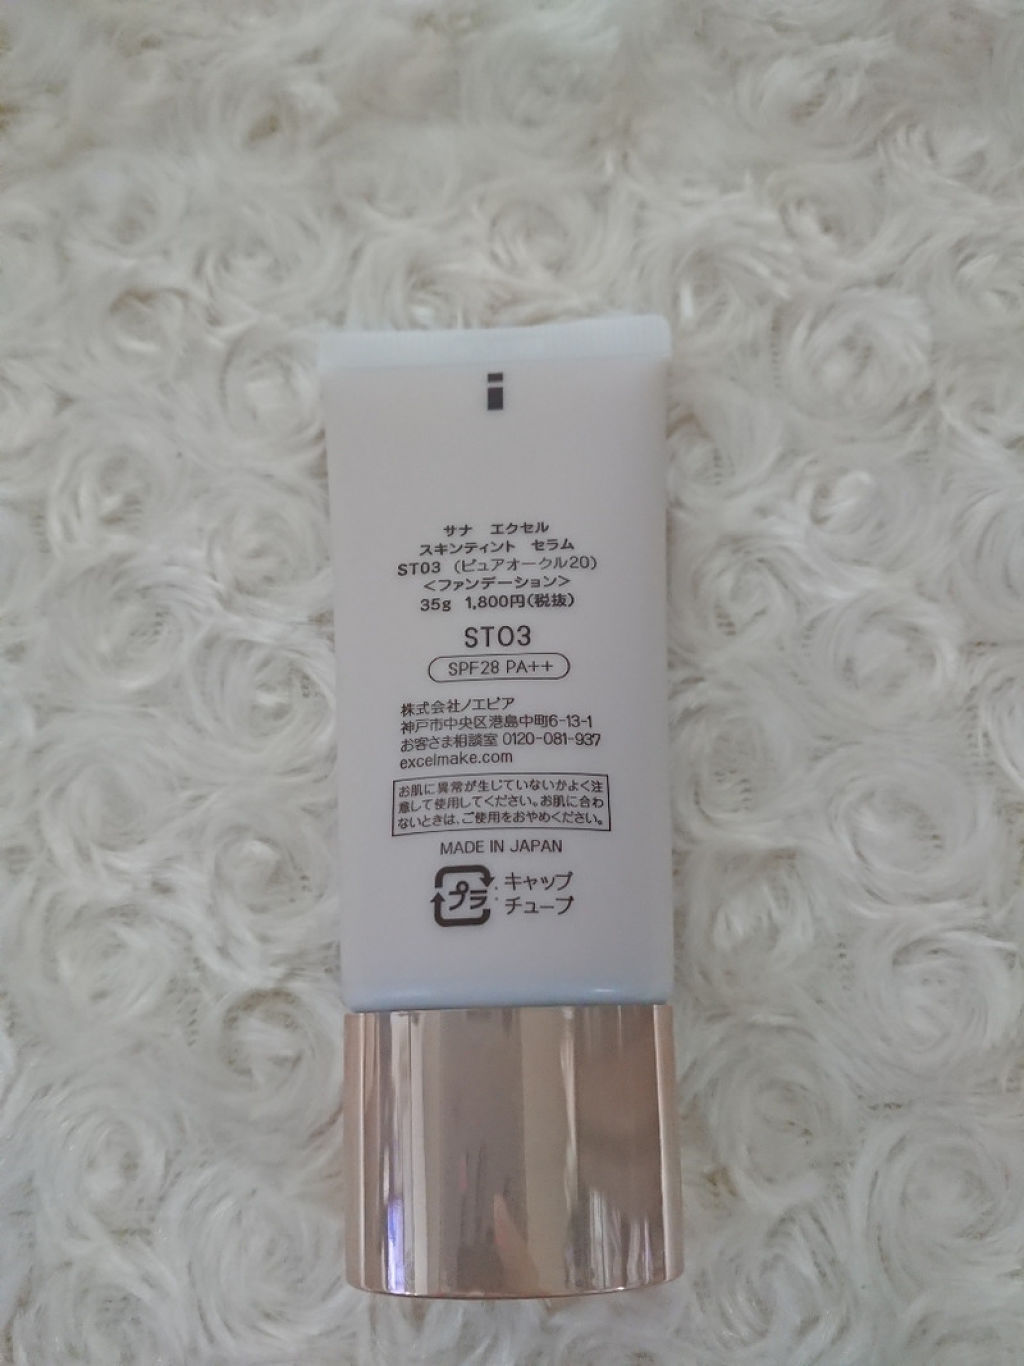 サナ エクセル
スキンティント セラム
ST03 (ピュアオークル20)
<ファンデーション>
35g 1,800円(税抜)
ST03
SPF28 PA++
株式会社ノエビア
神戸市中央区港島中町6-13-1
お客さま相談室 0120-081-937
excelmake.com
お肌に異常が生じていないかよく注
意して使用してください。お肌に合わ
ないときは、ご使用をおやめください。
MADE IN JAPAN
プラ : キャップ
チューブ